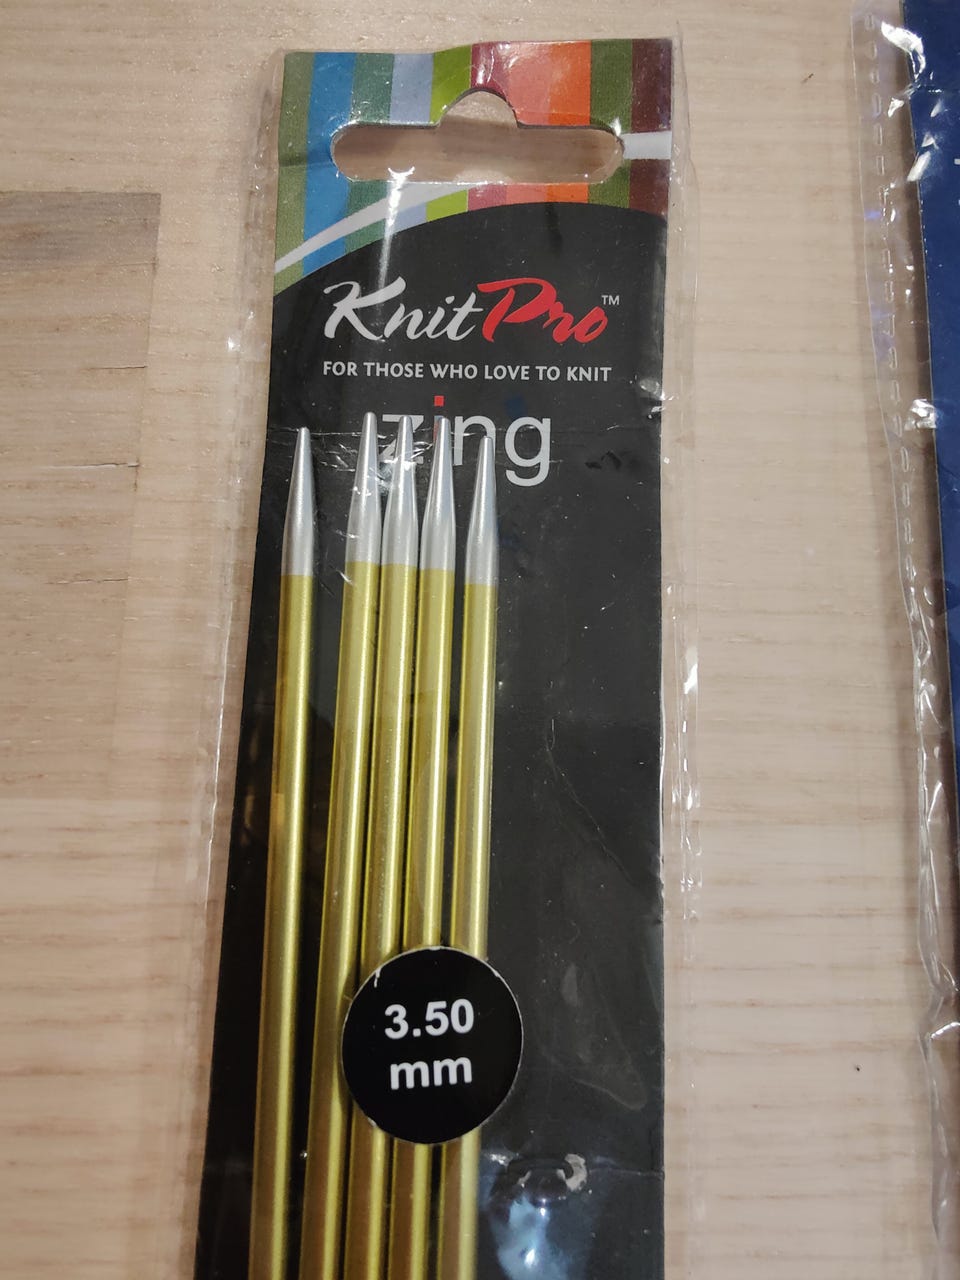 KnitPro™
FOR THOSE WHO LOVE TO KNIT
zing
3.50
mm